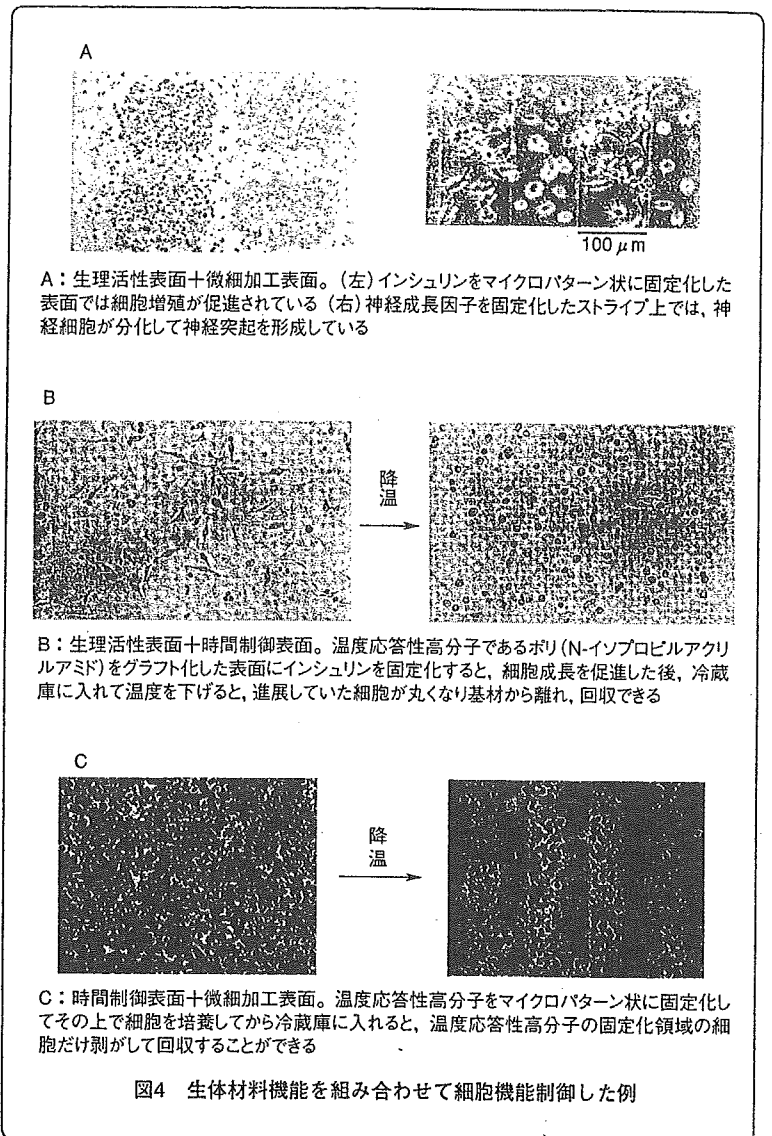 A
100μm
A：生理活性表面＋微細加工表面。（左）インシュリンをマイクロパターン状に固定化した
表面では細胞増殖が促進されている（右）神経成長因子を固定化したストライプ上では，神
経細胞が分化して神経突起を形成している
B
降
温
B：生理活性表面＋時間制御表面。温度応答性高分子であるポリ（N-イソプロピルアクリ
ルアミド）をグラフト化した表面にインシュリンを固定化すると，細胞成長を促進した後，冷蔵
庫に入れて温度を下げると，進展していた細胞が丸くなり基材から離れ，回収できる
C
降
温
C：時間制御表面＋微細加工表面。温度応答性高分子をマイクロパターン状に固定化し
てその上で細胞を培養してから冷蔵庫に入れると，温度応答性高分子の固定化領域の細
胞だけ剥がして回収することができる
図4　生体材料機能を組み合わせて細胞機能制御した例